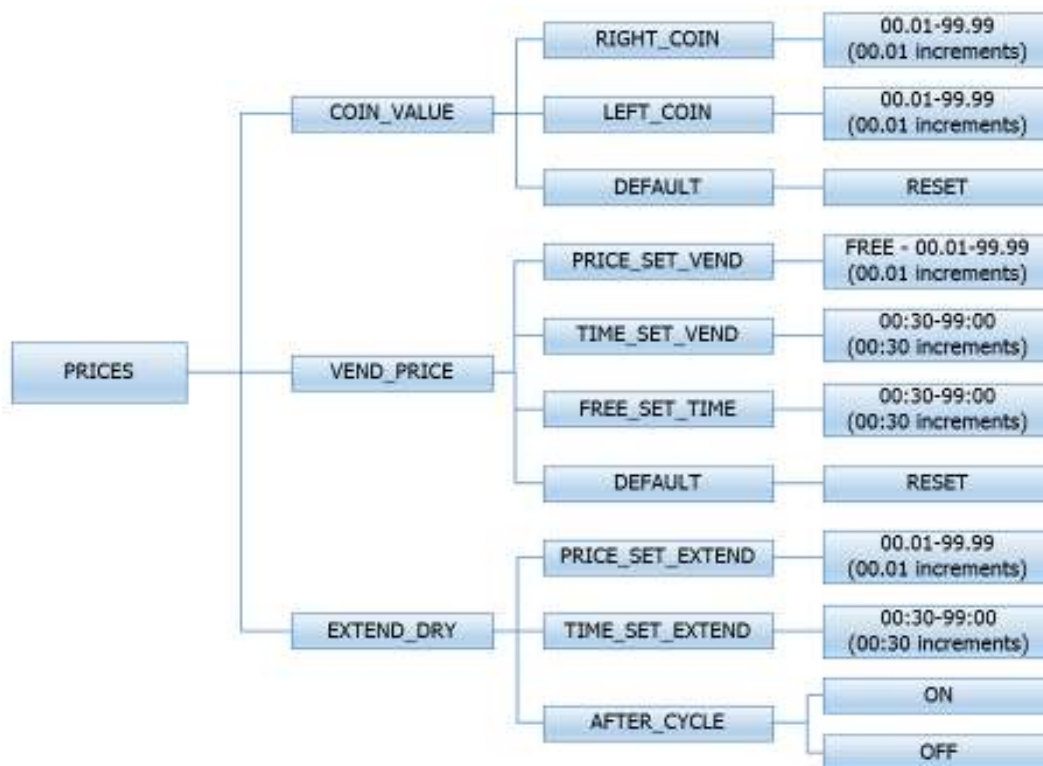 RIGHT_COIN
00.01-99.99
(00.01 increments)
COIN_VALUE
LEFT_COIN
00.01-99.99
(00.01 increments)
DEFAULT
RESET
PRICE_SET_VEND
FREE - 00.01-99.99
(00.01 increments)
TIME_SET_VEND
00:30-99:00
(00:30 increments)
PRICES
VEND_PRICE
FREE_SET_TIME
00:30-99:00
(00:30 increments)
DEFAULT
RESET
PRICE_SET_EXTEND
00.01-99.99
(00.01 increments)
EXTEND_DRY
TIME_SET_EXTEND
00:30-99:00
(00:30 increments)
AFTER_CYCLE
ON
OFF